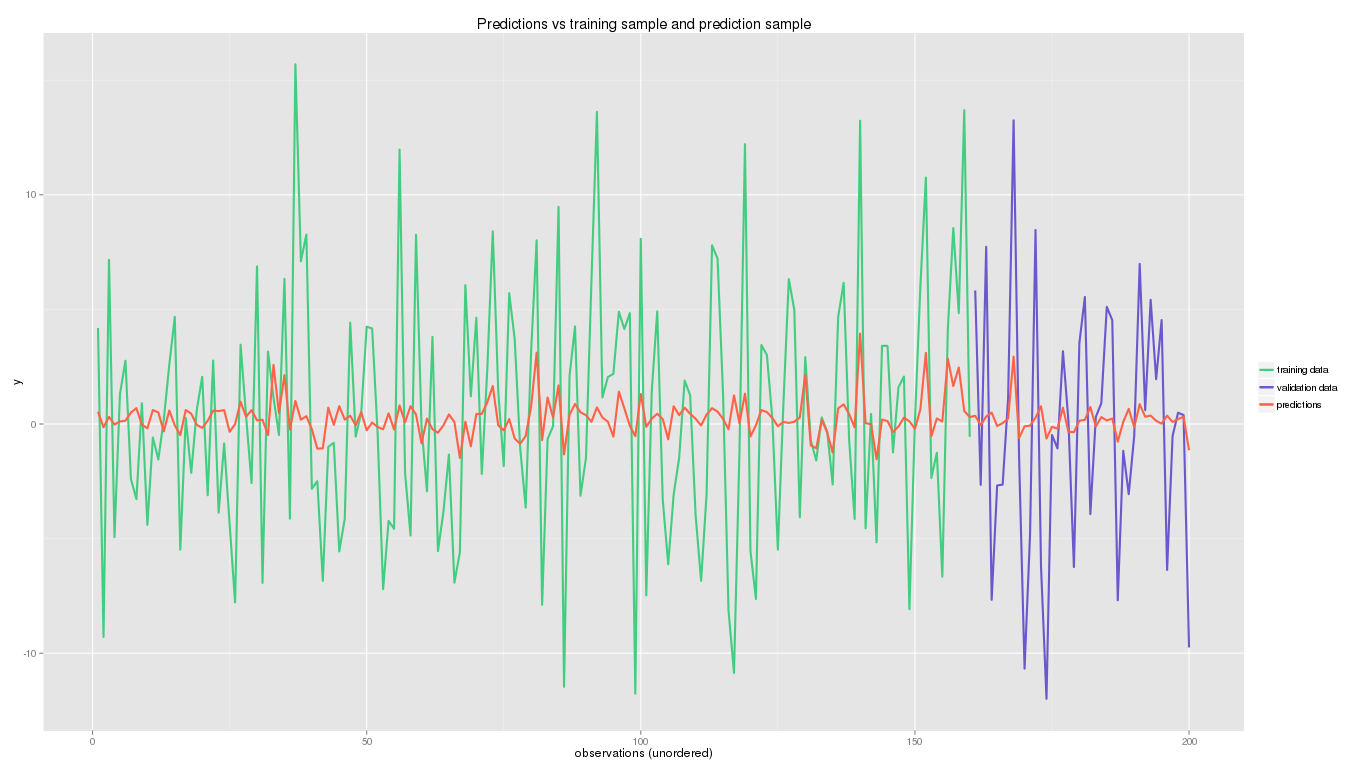 Predictions vs training sample and prediction sample
y
10
0
-10
0
50
100
150
200
observations (unordered)
training data
validation data
predictions